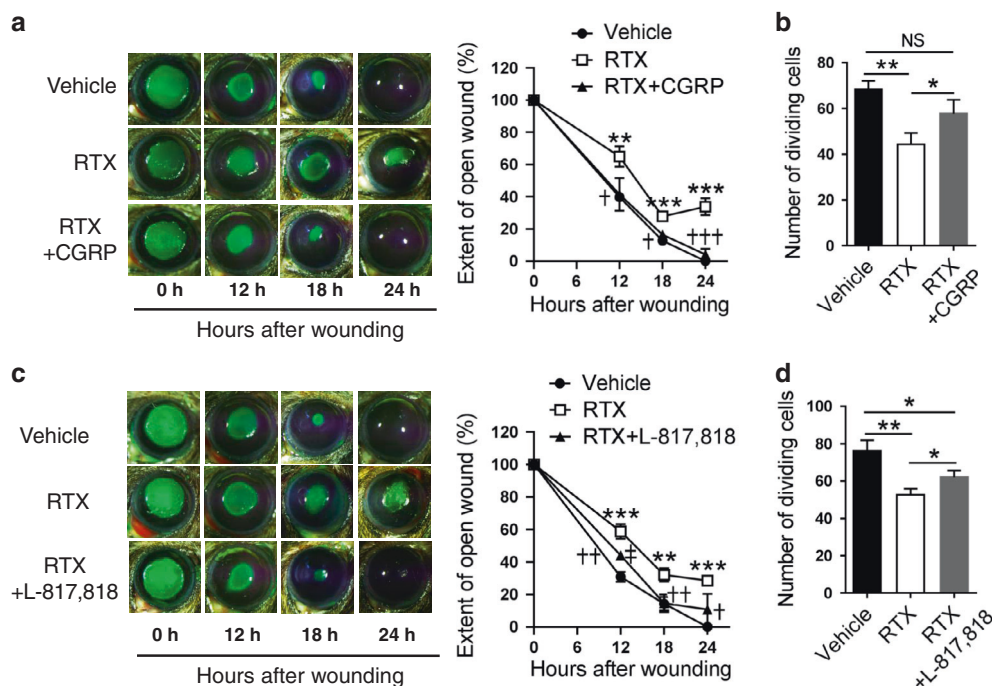 a
Vehicle
RTX
RTX
+CGRP
0 h 12 h 18 h 24 h
Hours after wounding
Vehicle
RTX
RTX+CGRP
Extent of open wound (%)
120
100
80
60
40
20
0
** *** ***
† † †††
0 6 12 18 24
Hours after wounding
b
NS
** *
Number of dividing cells
80
60
40
20
0
Vehicle
RTX
RTX
+CGRP
c
Vehicle
RTX
RTX
+L-817,818
0 h 12 h 18 h 24 h
Hours after wounding
Vehicle
RTX
RTX+L-817,818
Extent of open wound (%)
120
100
80
60
40
20
0
*** ** ***
†† ‡ †† †
0 6 12 18 24
Hours after wounding
d
*
** *
Number of dividing cells
100
80
60
40
20
0
Vehicle
RTX
RTX
+L-817,818